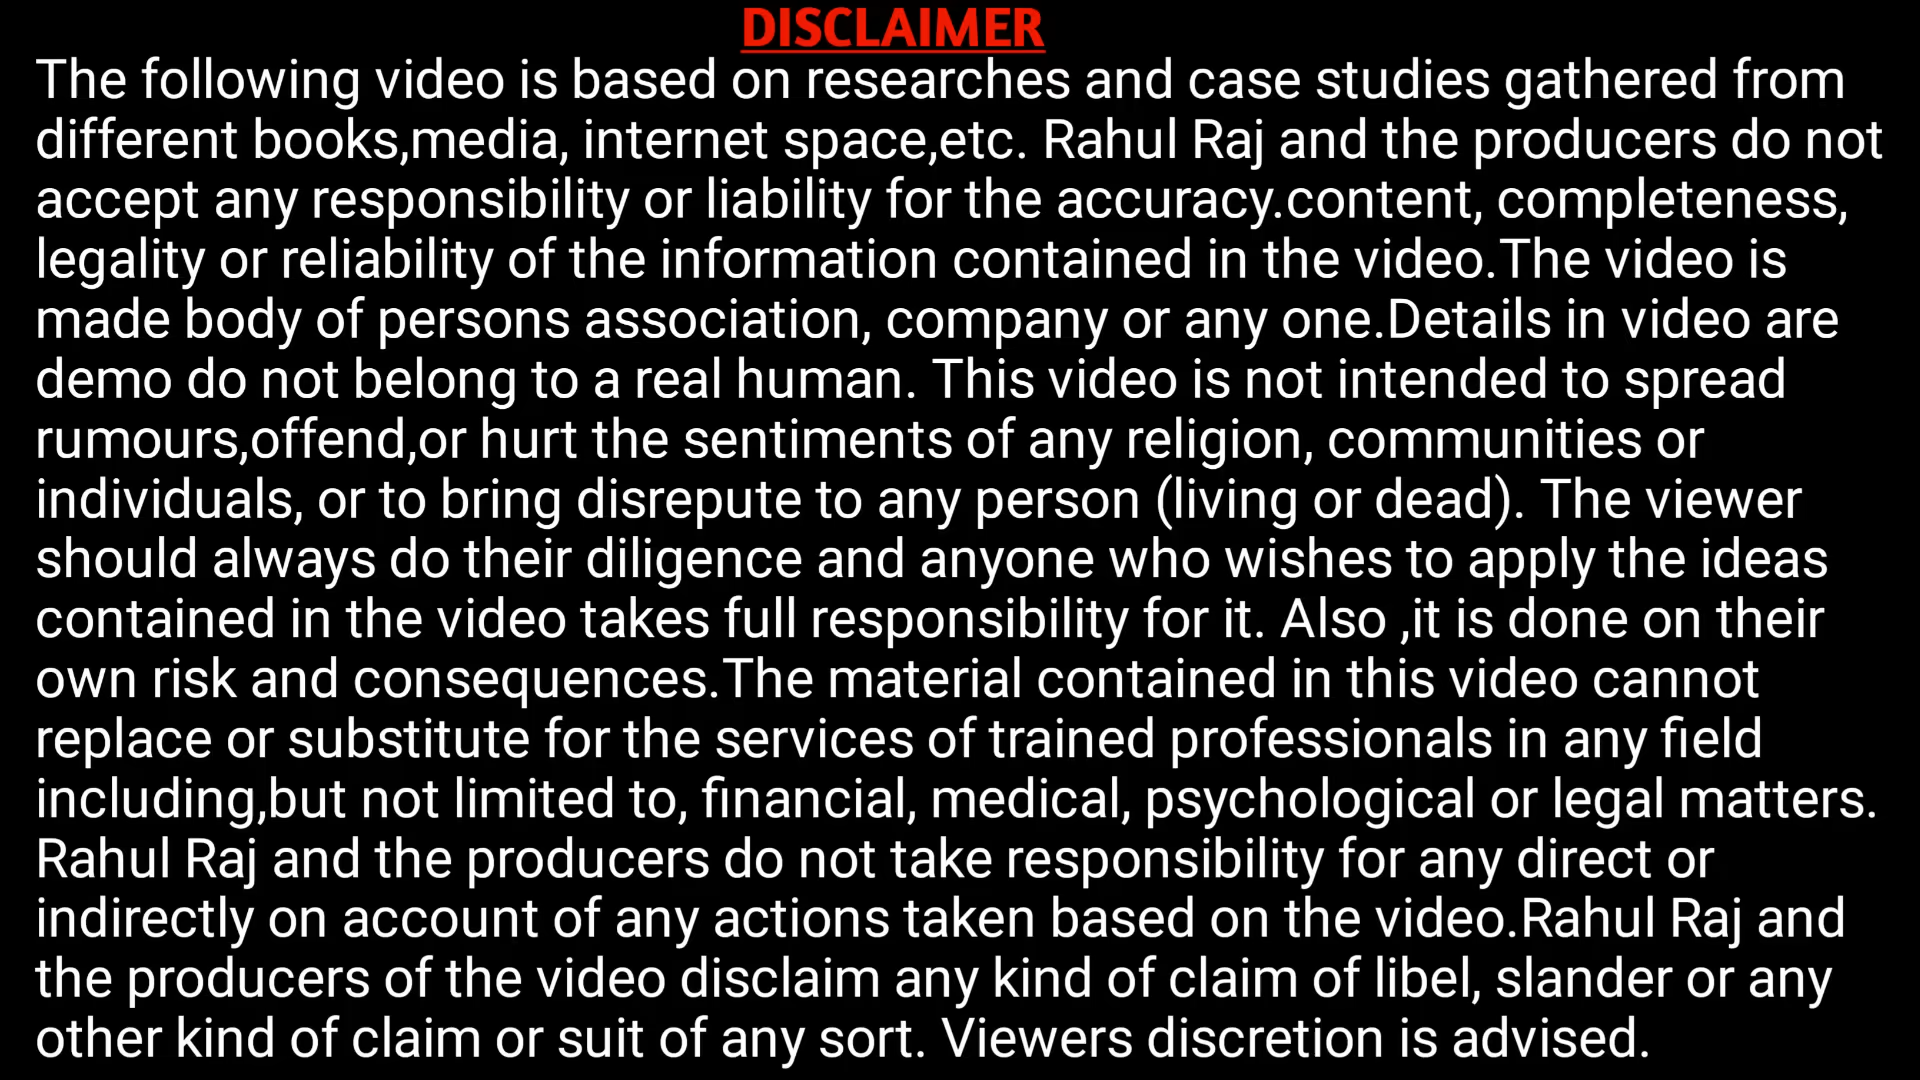 DISCLAIMER
The following video is based on researches and case studies gathered from
different books,media, internet space,etc. Rahul Raj and the producers do not
accept any responsibility or liability for the accuracy.content, completeness,
legality or reliability of the information contained in the video.The video is
made body of persons association, company or any one.Details in video are
demo do not belong to a real human. This video is not intended to spread
rumours,offend,or hurt the sentiments of any religion, communities or
individuals, or to bring disrepute to any person (living or dead). The viewer
should always do their diligence and anyone who wishes to apply the ideas
contained in the video takes full responsibility for it. Also ,it is done on their
own risk and consequences.The material contained in this video cannot
replace or substitute for the services of trained professionals in any field
including,but not limited to, financial, medical, psychological or legal matters.
Rahul Raj and the producers do not take responsibility for any direct or
indirectly on account of any actions taken based on the video.Rahul Raj and
the producers of the video disclaim any kind of claim of libel, slander or any
other kind of claim or suit of any sort. Viewers discretion is advised.